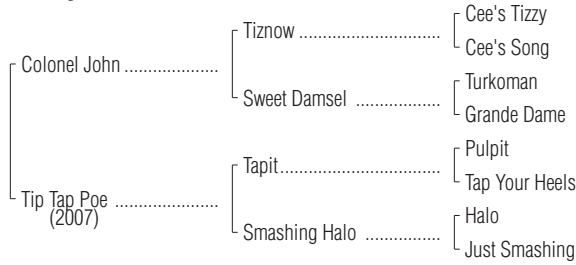 Cee's Tizzy
Tiznow ........................
Cee's Song
Colonel John ...................
Turkoman
Sweet Damsel ............
Grande Dame
Pulpit
Tapit............................
Tap Your Heels
Tip Tap Poe ....................
(2007)
Halo
Smashing Halo .............
Just Smashing